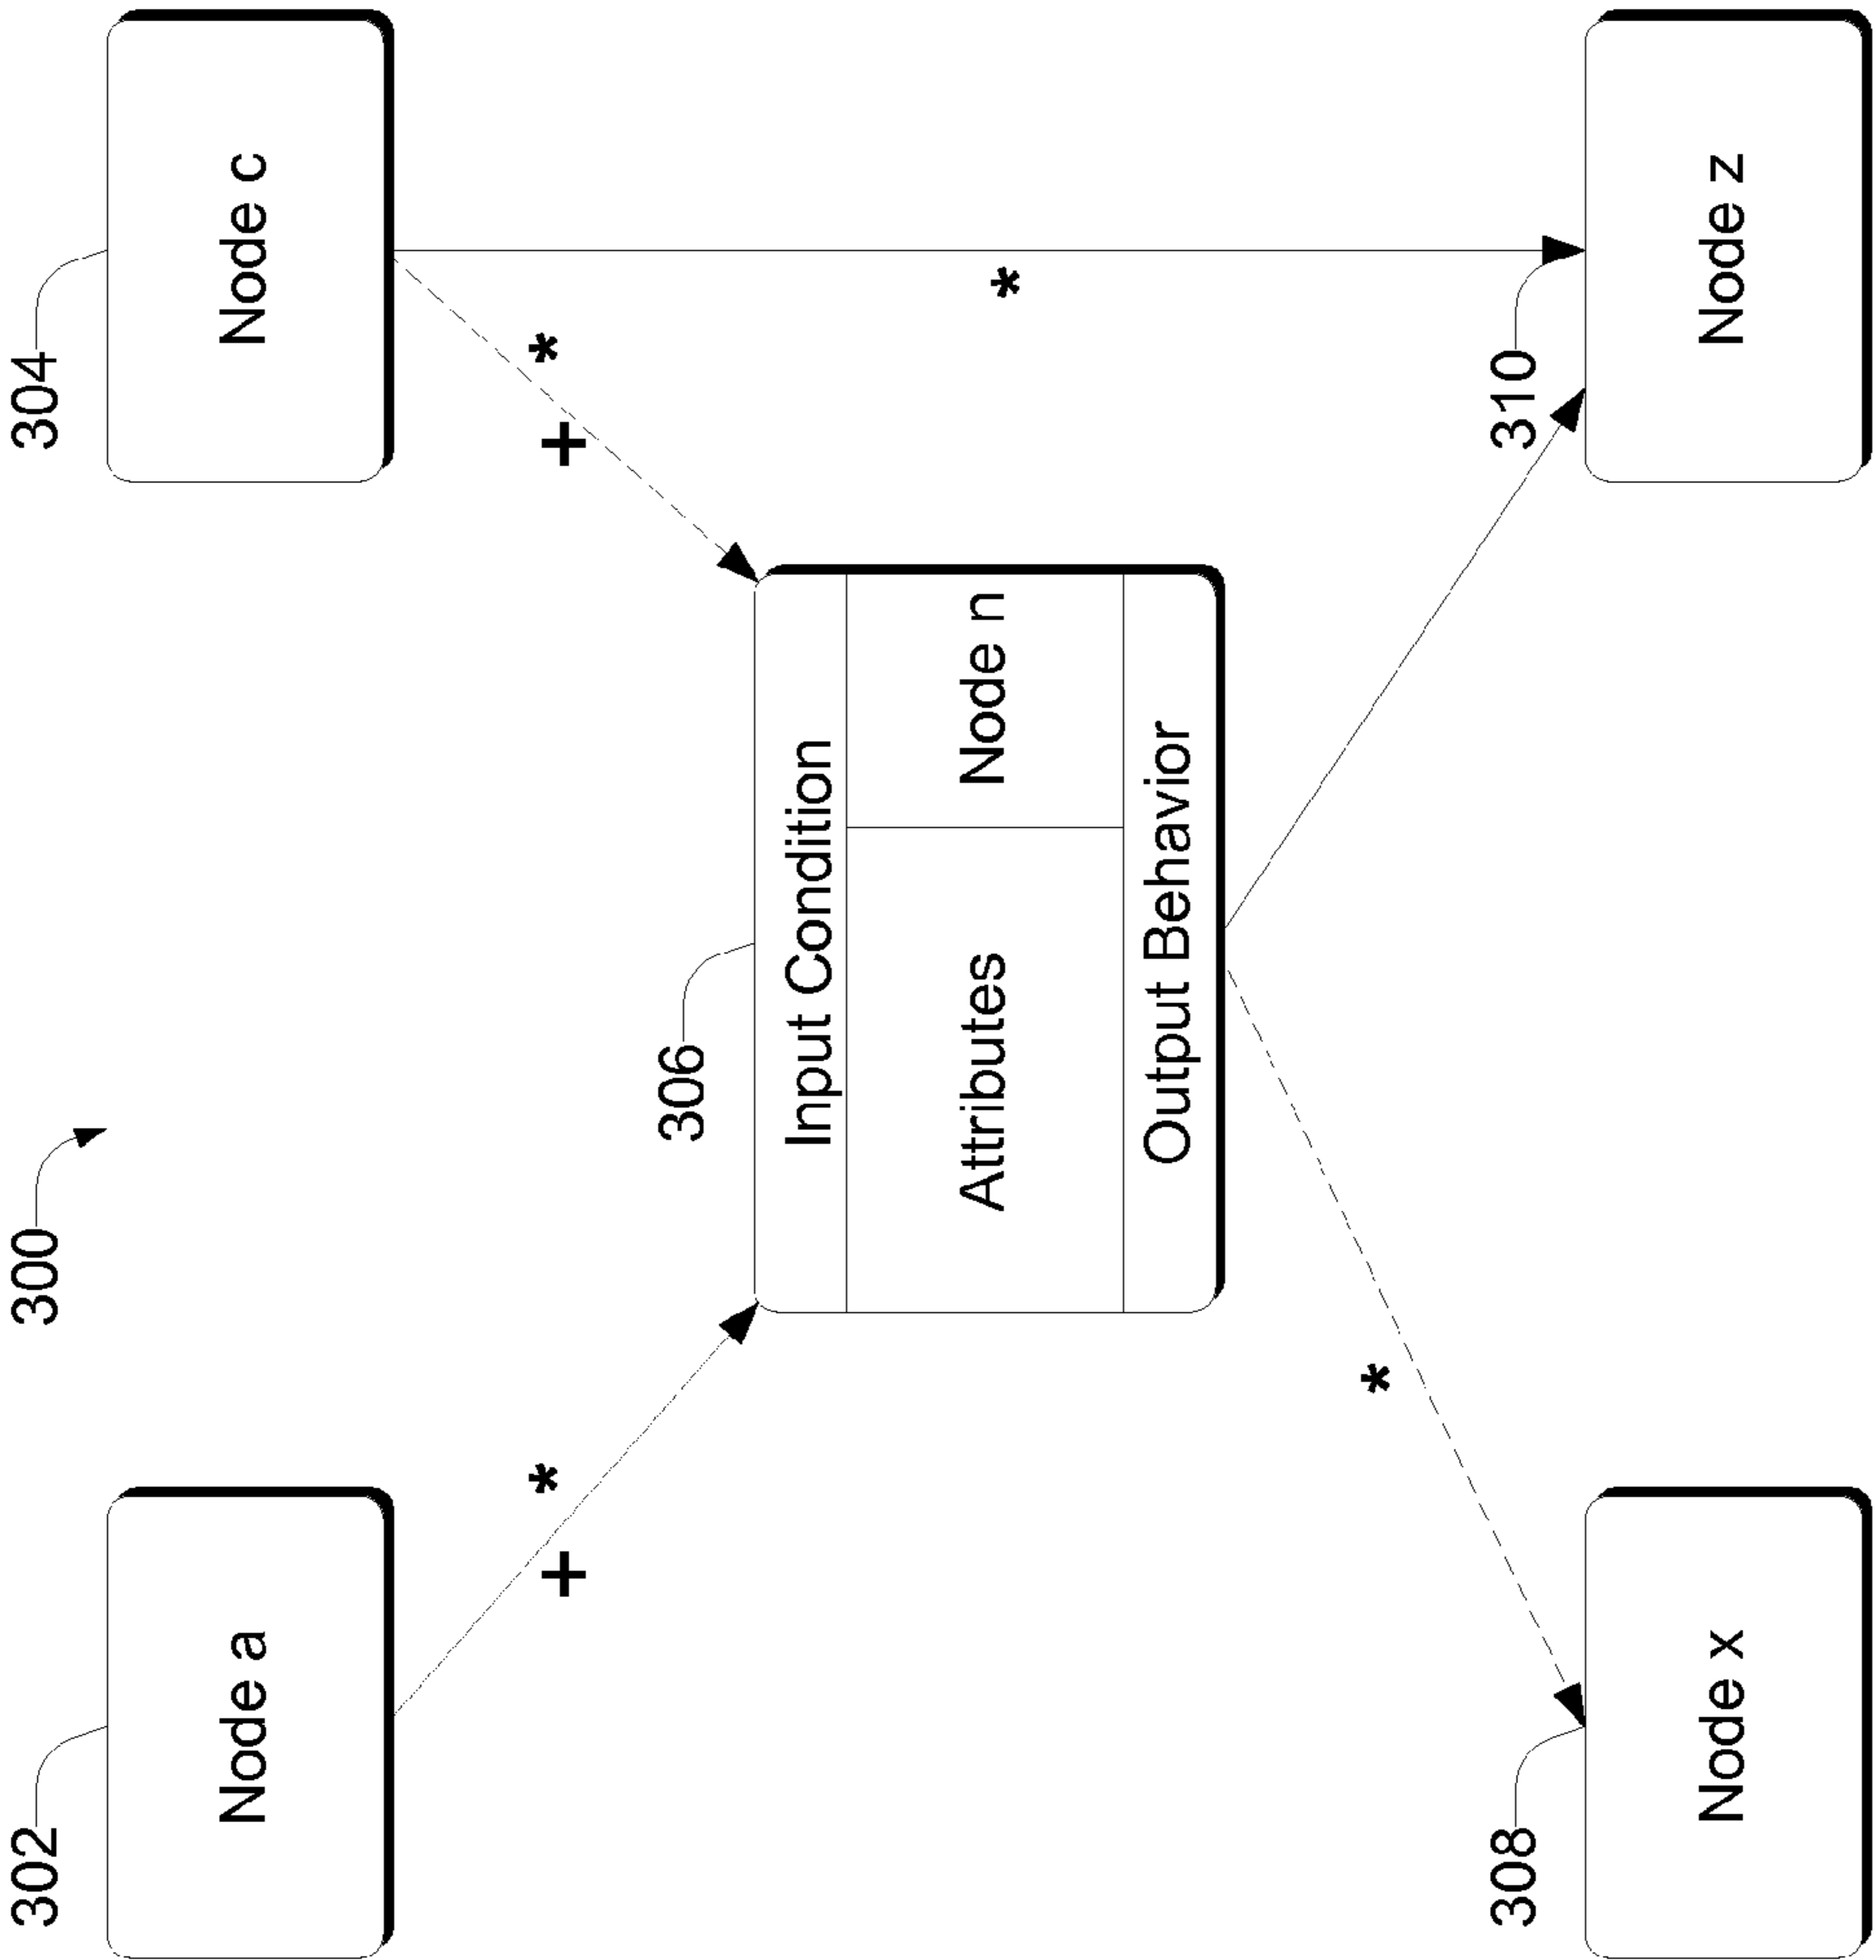 300
302
304
Node a
Node c
+
*
+
*
306
Input Condition
Attributes
Node n
*
Output Behavior
*
308
310
Node x
Node z